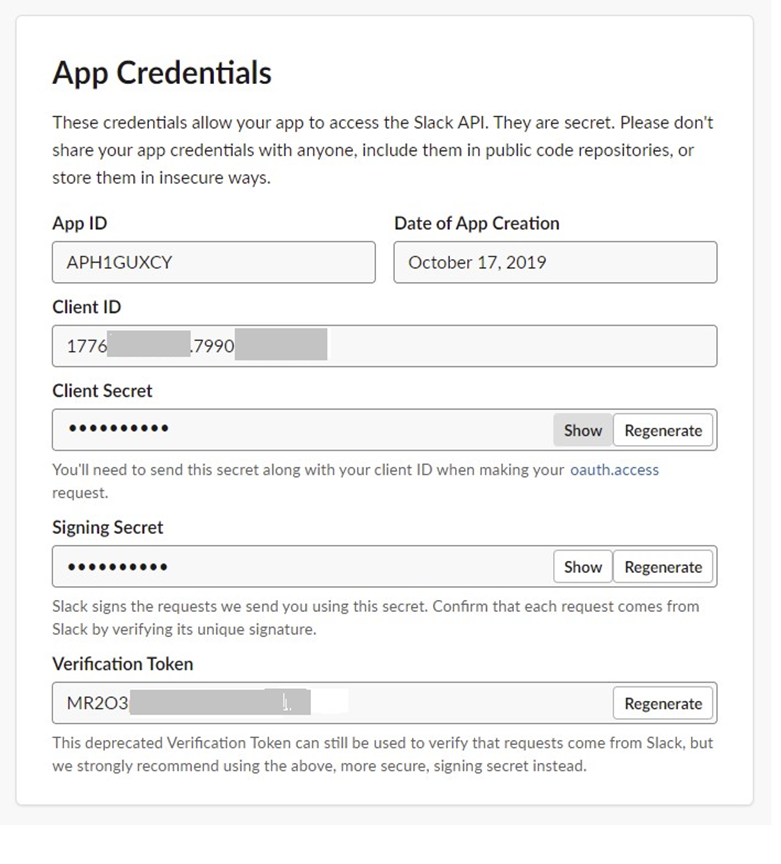 App Credentials
These credentials allow your app to access the Slack API. They are secret. Please don't
share your app credentials with anyone, include them in public code repositories, or
store them in insecure ways.
App ID
Date of App Creation
APH1GUXCY
October 17, 2019
Client ID
1776 .7990
Client Secret
•••••••••• Show Regenerate
You'll need to send this secret along with your client ID when making your oauth.access
request.
Signing Secret
•••••••••• Show Regenerate
Slack signs the requests we send you using this secret. Confirm that each request comes from
Slack by verifying its unique signature.
Verification Token
MR2O3 Regenerate
This deprecated Verification Token can still be used to verify that requests come from Slack, but
we strongly recommend using the above, more secure, signing secret instead.